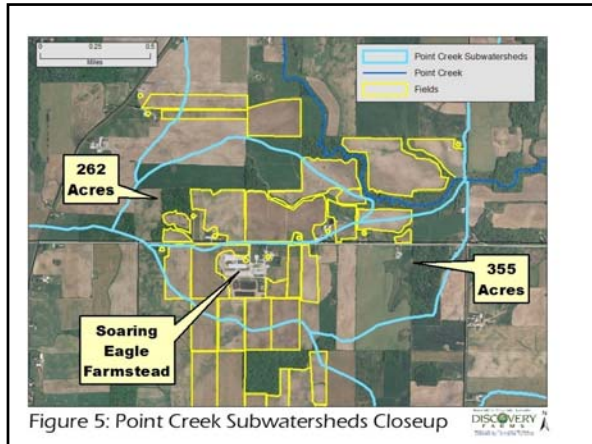 0 0.25 0.5
Miles
Point Creek Subwatersheds
Point Creek
Fields
262
Acres
355
Acres
Soaring
Eagle
Farmstead
Figure 5: Point Creek Subwatersheds Closeup
DISCOVERY
FARMS
N